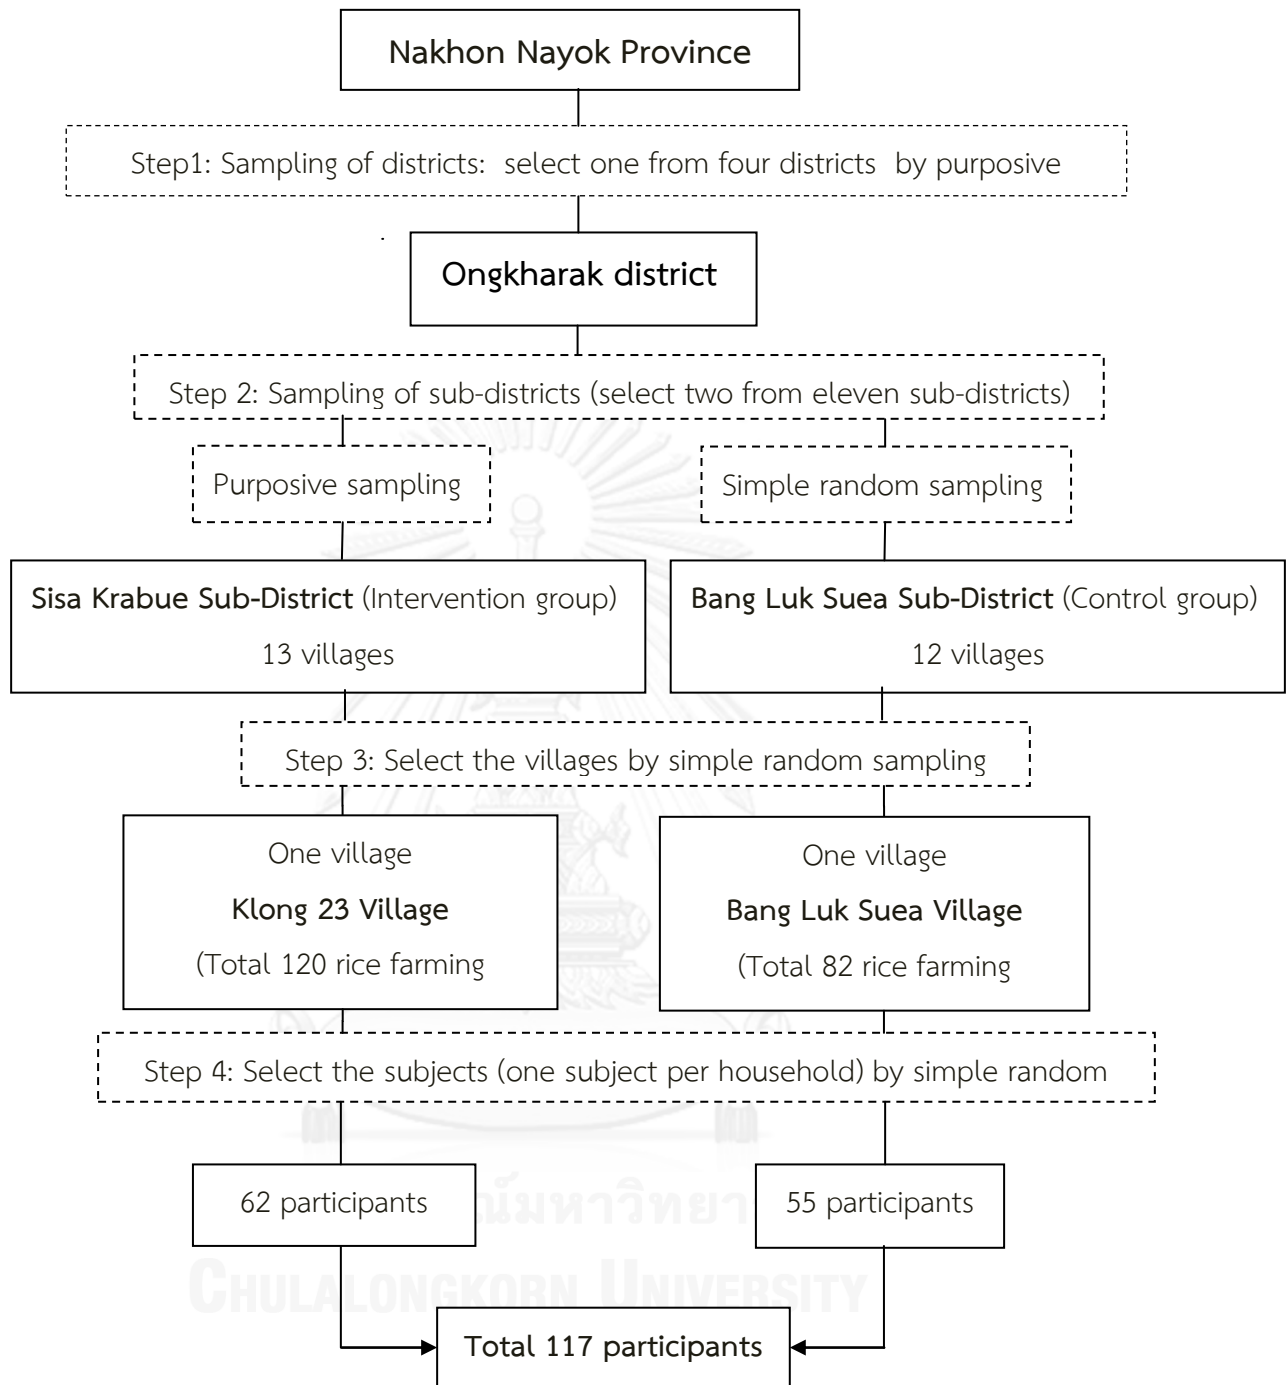 Nakhon Nayok Province
Step1: Sampling of districts: select one from four districts by purposive
Ongkharak district
Step 2: Sampling of sub-districts (select two from eleven sub-districts)
Purposive sampling
Simple random sampling
Sisa Krabue Sub-District (Intervention group)
13 villages
Bang Luk Suea Sub-District (Control group)
12 villages
Step 3: Select the villages by simple random sampling
One village
Klong 23 Village
(Total 120 rice farming
One village
Bang Luk Suea Village
(Total 82 rice farming
Step 4: Select the subjects (one subject per household) by simple random
62 participants
55 participants
CHULALONGKORN UNIVERSITY
Total 117 participants